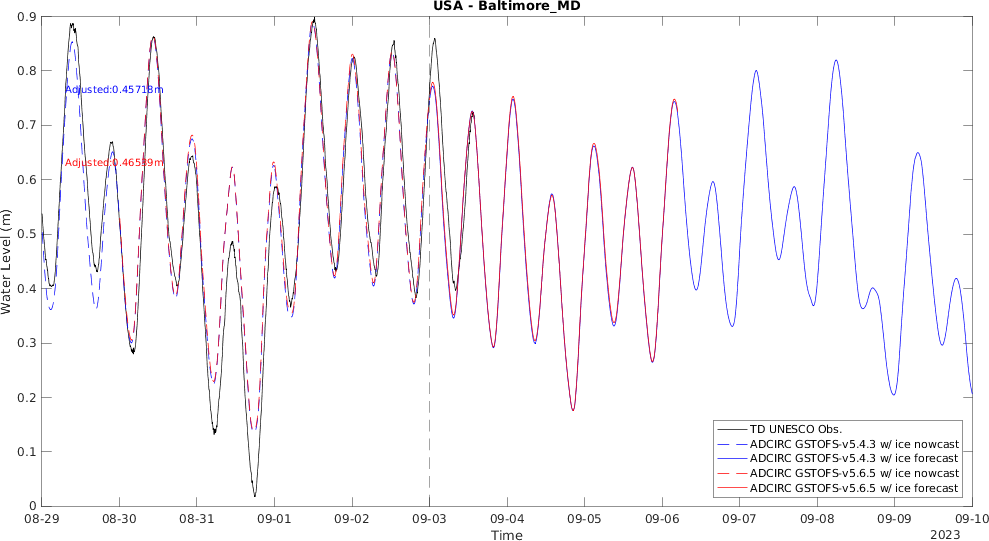 USA - Baltimore_MD
0.9
0.8
0.7
0.6
0.5
0.4
0.3
0.2
0.1
0
Water Level (m)
Adjusted:0.45713m
Adjusted:0.46539m
TD UNESCO Obs.
ADCIRC GSTOFS-v5.4.3 w/ ice nowcast
ADCIRC GSTOFS-v5.4.3 w/ ice forecast
ADCIRC GSTOFS-v5.6.5 w/ ice nowcast
ADCIRC GSTOFS-v5.6.5 w/ ice forecast
08-29 08-30 08-31 09-01 09-02 09-03 09-04 09-05 09-06 09-07 09-08 09-09 09-10
Time
2023